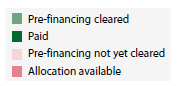 Pre-financing cleared
Paid
Pre-financing not yet cleared
Allocation available